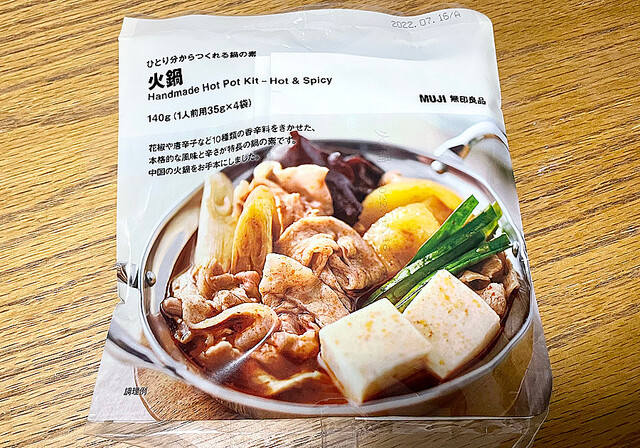 2022.07.16/A
ひとり分からつくれる鍋の素
火鍋
Handmade Hot Pot Kit – Hot & Spicy
MUJI 無印良品
140g（1人前用35g×4袋）
花椒や唐辛子など10種類の香辛料をきかせた、
本格的な風味と辛さが特長の鍋の素です。
中国の火鍋をお手本にしました。
調理例